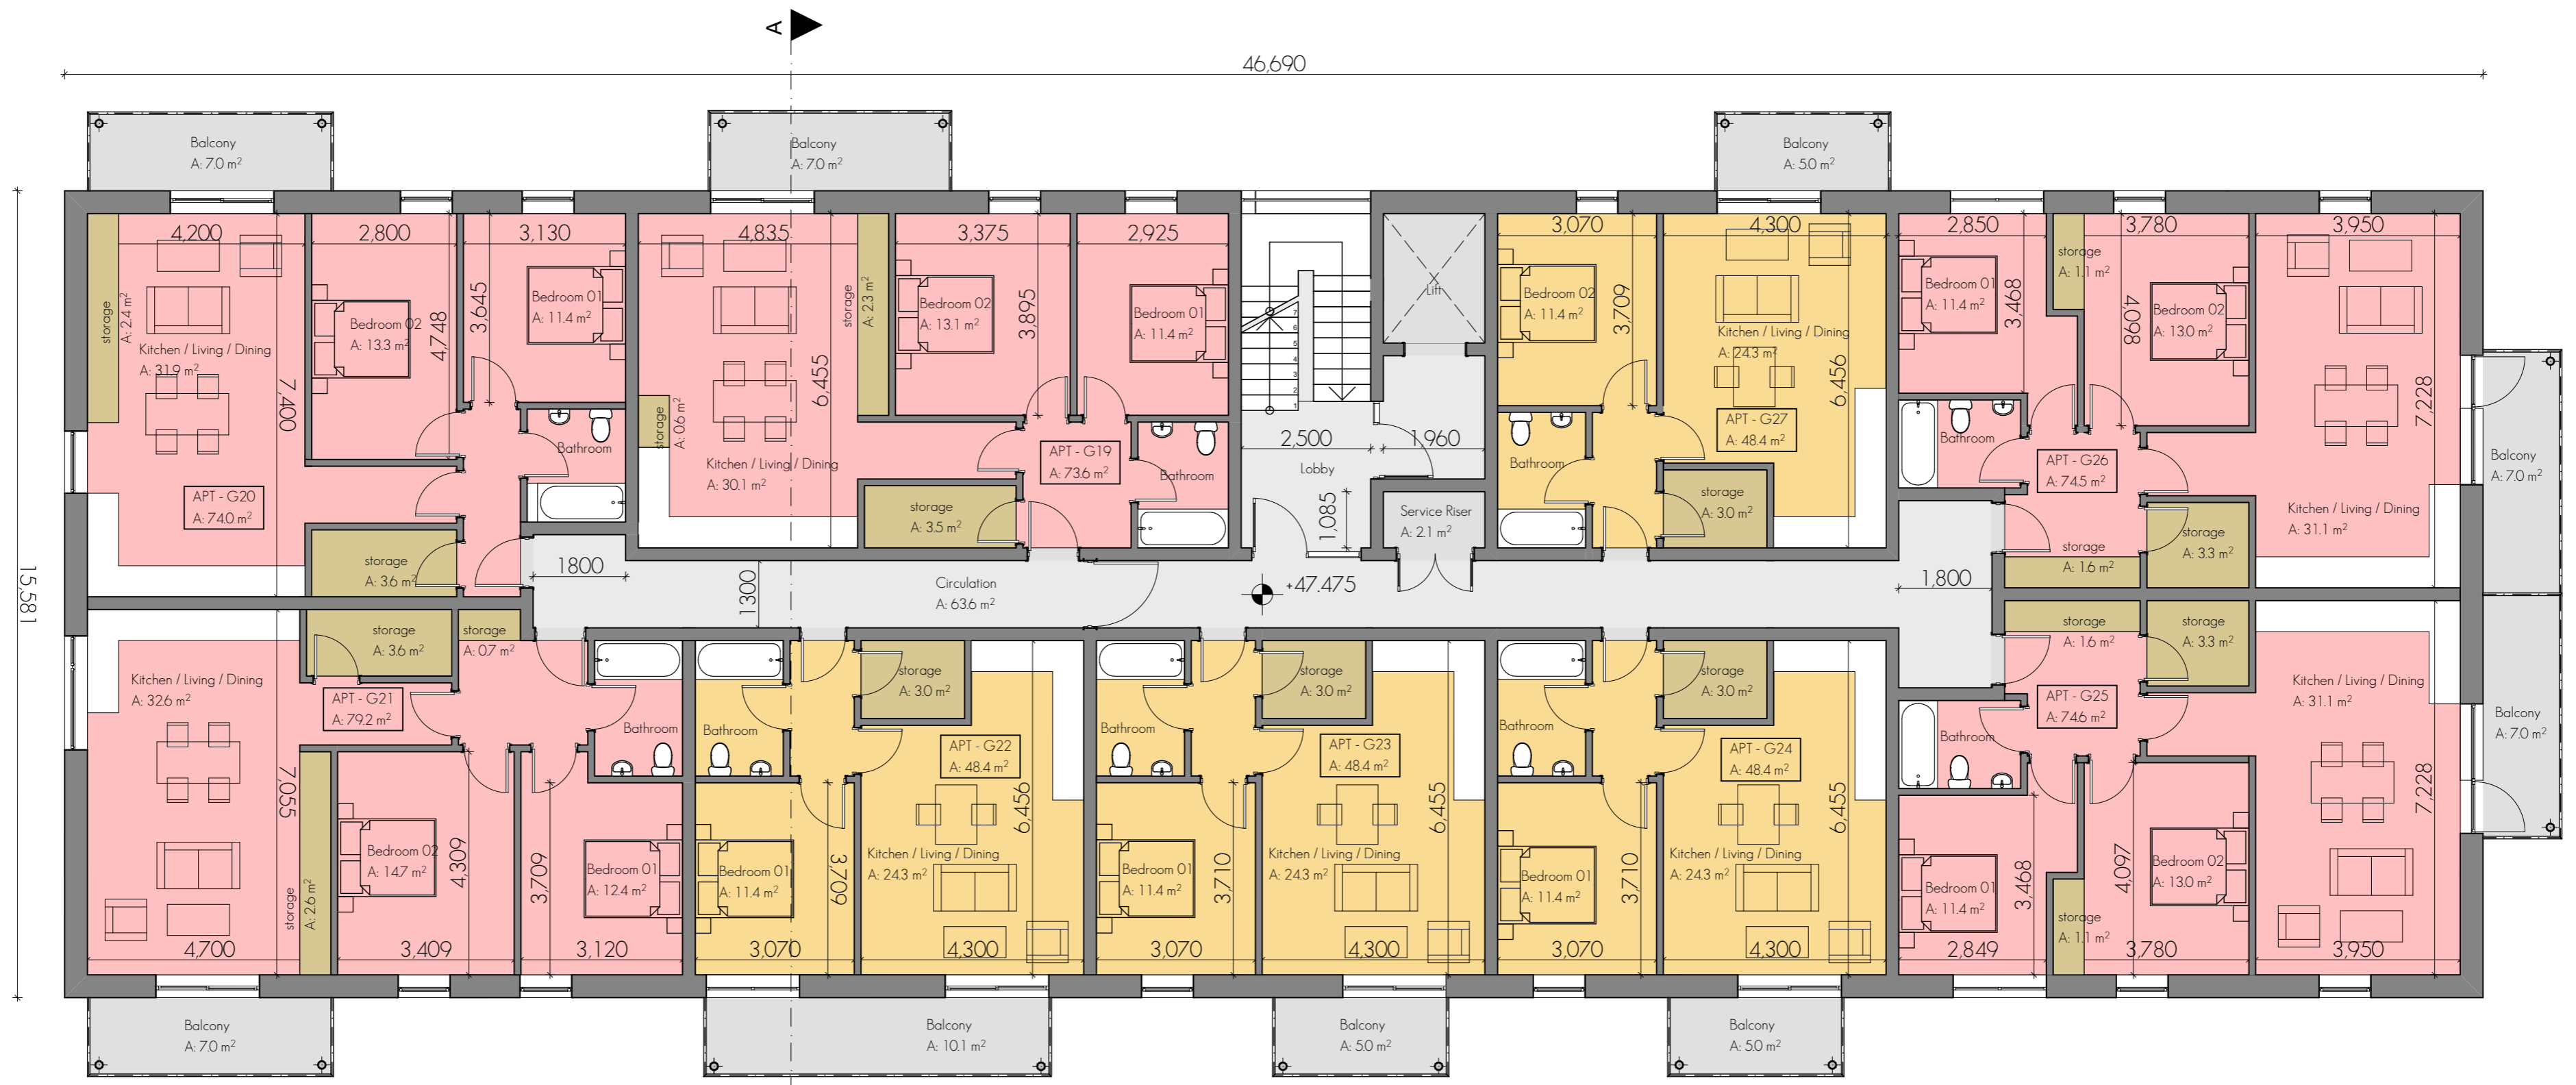 A
46,690
15,581
Balcony
A: 7.0 m²
Balcony
A: 7.0 m²
Balcony
A: 5.0 m²
4,200
2,800
3,130
4,835
3,375
2,925
3,070
4,300
2,850
3,780
3,950
storage
A: 2.4 m²
Kitchen / Living / Dining
A: 31.9 m²
7,400
APT - G20
A: 74.0 m²
Bedroom 02
A: 13.3 m²
4,748
3,645
Bedroom 01
A: 11.4 m²
Bathroom
storage
A: 3.6 m²
storage
A: 0.6 m²
storage
A: 2.3 m²
6,455
Kitchen / Living / Dining
A: 30.1 m²
Bedroom 02
A: 13.1 m²
3,895
Bedroom 01
A: 11.4 m²
storage
A: 3.5 m²
APT - G19
A: 73.6 m²
Bathroom
7
6
5
4
3
2
1
Lift
2,500
1,960
Lobby
1,085
Service Riser
A: 2.1 m²
Bedroom 02
A: 11.4 m²
3,709
Kitchen / Living / Dining
A: 24.3 m²
6,456
APT - G27
A: 48.4 m²
Bathroom
storage
A: 3.0 m²
Bedroom 01
A: 11.4 m²
3,468
storage
A: 1.1 m²
4,098
Bedroom 02
A: 13.0 m²
Bathroom
APT - G26
A: 74.5 m²
storage
A: 1.6 m²
storage
A: 3.3 m²
7,228
Kitchen / Living / Dining
A: 31.1 m²
Balcony
A: 7.0 m²
1800
1300
Circulation
A: 63.6 m²
+47.475
1,800
Kitchen / Living / Dining
A: 32.6 m²
storage
A: 3.6 m²
storage
A: 0.7 m²
APT - G21
A: 79.2 m²
7,055
storage
A: 2.6 m²
Bedroom 02
A: 14.7 m²
4,309
3,709
Bedroom 01
A: 12.4 m²
Bathroom
Bathroom
storage
A: 3.0 m²
APT - G22
A: 48.4 m²
6,456
Bedroom 01
A: 11.4 m²
3,709
Kitchen / Living / Dining
A: 24.3 m²
Bathroom
storage
A: 3.0 m²
APT - G23
A: 48.4 m²
6,455
Bedroom 01
A: 11.4 m²
3,710
Kitchen / Living / Dining
A: 24.3 m²
Bathroom
storage
A: 3.0 m²
APT - G24
A: 48.4 m²
6,455
Bedroom 01
A: 11.4 m²
3,710
Kitchen / Living / Dining
A: 24.3 m²
storage
A: 1.6 m²
storage
A: 3.3 m²
APT - G25
A: 74.6 m²
Bathroom
Bedroom 01
A: 11.4 m²
3,468
storage
A: 1.1 m²
4,097
Bedroom 02
A: 13.0 m²
Kitchen / Living / Dining
A: 31.1 m²
7,228
Balcony
A: 7.0 m²
4,700
3,409
3,120
3,070
4,300
3,070
4,300
3,070
4,300
2,849
3,780
3,950
Balcony
A: 7.0 m²
Balcony
A: 10.1 m²
Balcony
A: 5.0 m²
Balcony
A: 5.0 m²